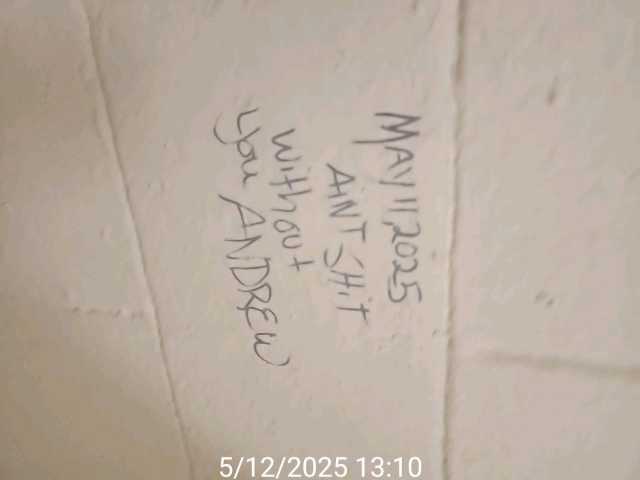 MAY 11, 2025
AiNT SHiT
without
you ANDREW
5/12/2025 13:10